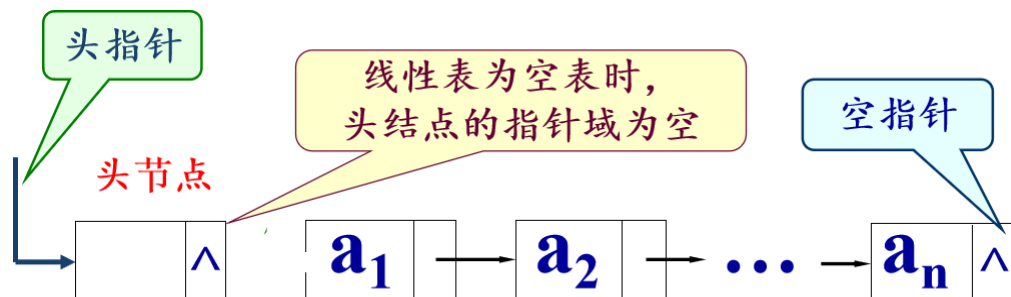 头指针
线性表为空表时，
头结点的指针域为空
空指针
头节点
^ a1 a2 … an ^